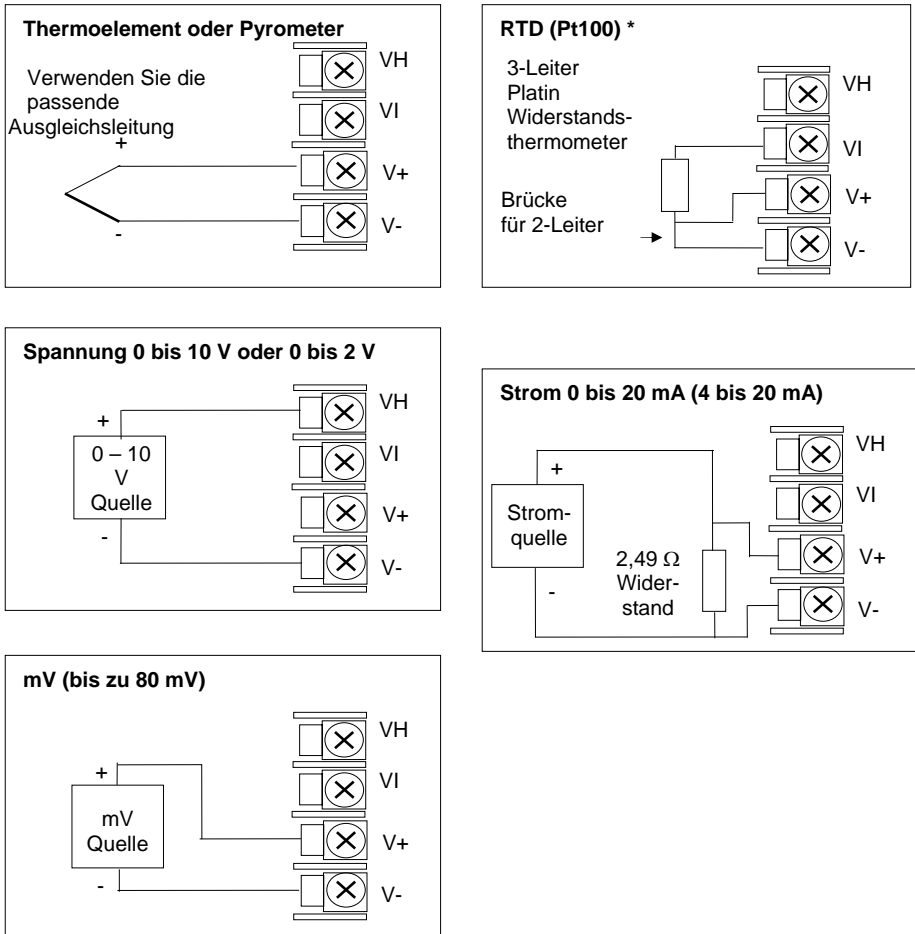 Thermoelement oder Pyrometer
Verwenden Sie die
passende
Ausgleichsleitung
+
-
VH
VI
V+
V-
RTD (Pt100) *
3-Leiter
Platin
Widerstands-
thermometer
Brücke
für 2-Leiter
VH
VI
V+
V-
Spannung 0 bis 10 V oder 0 bis 2 V
+
0 – 10
V
Quelle
-
VH
VI
V+
V-
Strom 0 bis 20 mA (4 bis 20 mA)
+
Strom-
quelle
-
2,49 Ω
Wider-
stand
VH
VI
V+
V-
mV (bis zu 80 mV)
+
mV
Quelle
-
VH
VI
V+
V-